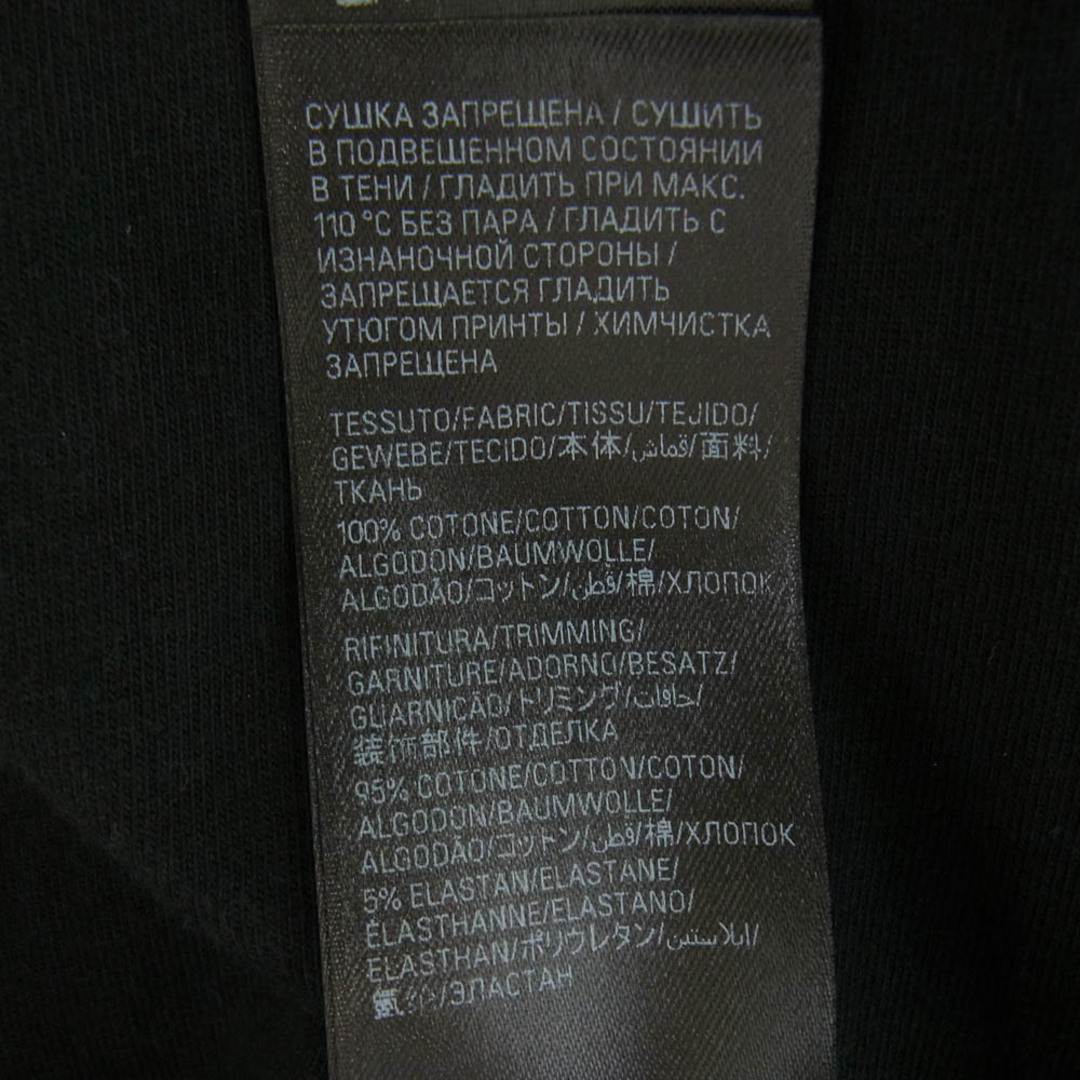 СУШКА ЗАПРЕЩЕНА / СУШИТЬ
В ПОДВЕШЕННОМ СОСТОЯНИИ
В ТЕНИ / ГЛАДИТЬ ПРИ МАКС.
110 °C БЕЗ ПАРА / ГЛАДИТЬ С
ИЗНАНОЧНОЙ СТОРОНЫ /
ЗАПРЕЩАЕТСЯ ГЛАДИТЬ
УТЮГОМ ПРИНТЫ / ХИМЧИСТКА
ЗАПРЕЩЕНА
TESSUTO/FABRIC/TISSU/TEJIDO/
GEWEBE/TECIDO/本体/قماش/面料/
ТКАНЬ
100% COTONE/COTTON/COTON/
ALGODON/BAUMWOLLE/
ALGODÃO/コットン/قطن/棉/ХЛОПОК
RIFINITURA/TRIMMING/
GARNITURE/ADORNO/BESATZ/
GUARNICAO/トリミング/حافات/
装饰部件/ОТДЕЛКА
95% COTONE/COTTON/COTON/
ALGODON/BAUMWOLLE/
ALGODÃO/コットン/قطن/棉/ХЛОПОК
5% ELASTAN/ELASTANE/
ÉLASTHANNE/ELASTANO/
ELASTHAN/ポリウレタン/ايلاستين/
/ЭЛАСТАН